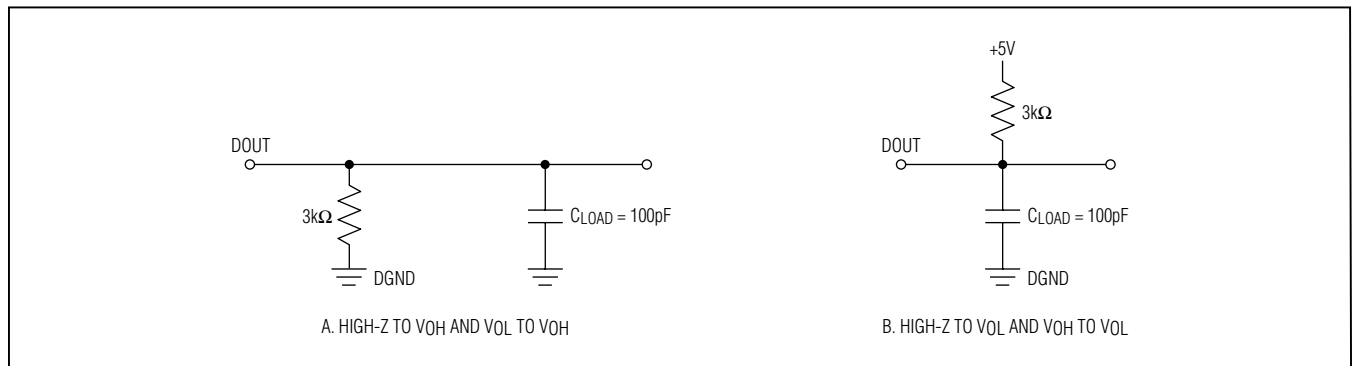 DOUT
3kΩ
CLOAD = 100pF
DGND
A. HIGH-Z TO VOH AND VOL TO VOH
+5V
3kΩ
DOUT
CLOAD = 100pF
DGND
B. HIGH-Z TO VOL AND VOH TO VOL